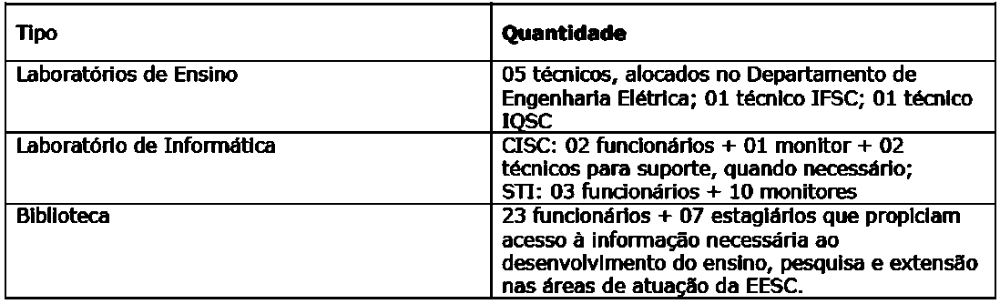 Tipo
Quantidade
Laboratórios de Ensino
05 técnicos, alocados no Departamento de
Engenharia Elétrica; 01 técnico IFSC; 01 técnico
IQSC
Laboratório de Informática
CISC: 02 funcionários + 01 monitor + 02
técnicos para suporte, quando necessário;
STI: 03 funcionários + 10 monitores
Biblioteca
23 funcionários + 07 estagiários que propiciam
acesso à informação necessária ao
desenvolvimento do ensino, pesquisa e extensão
nas áreas de atuação da EESC.